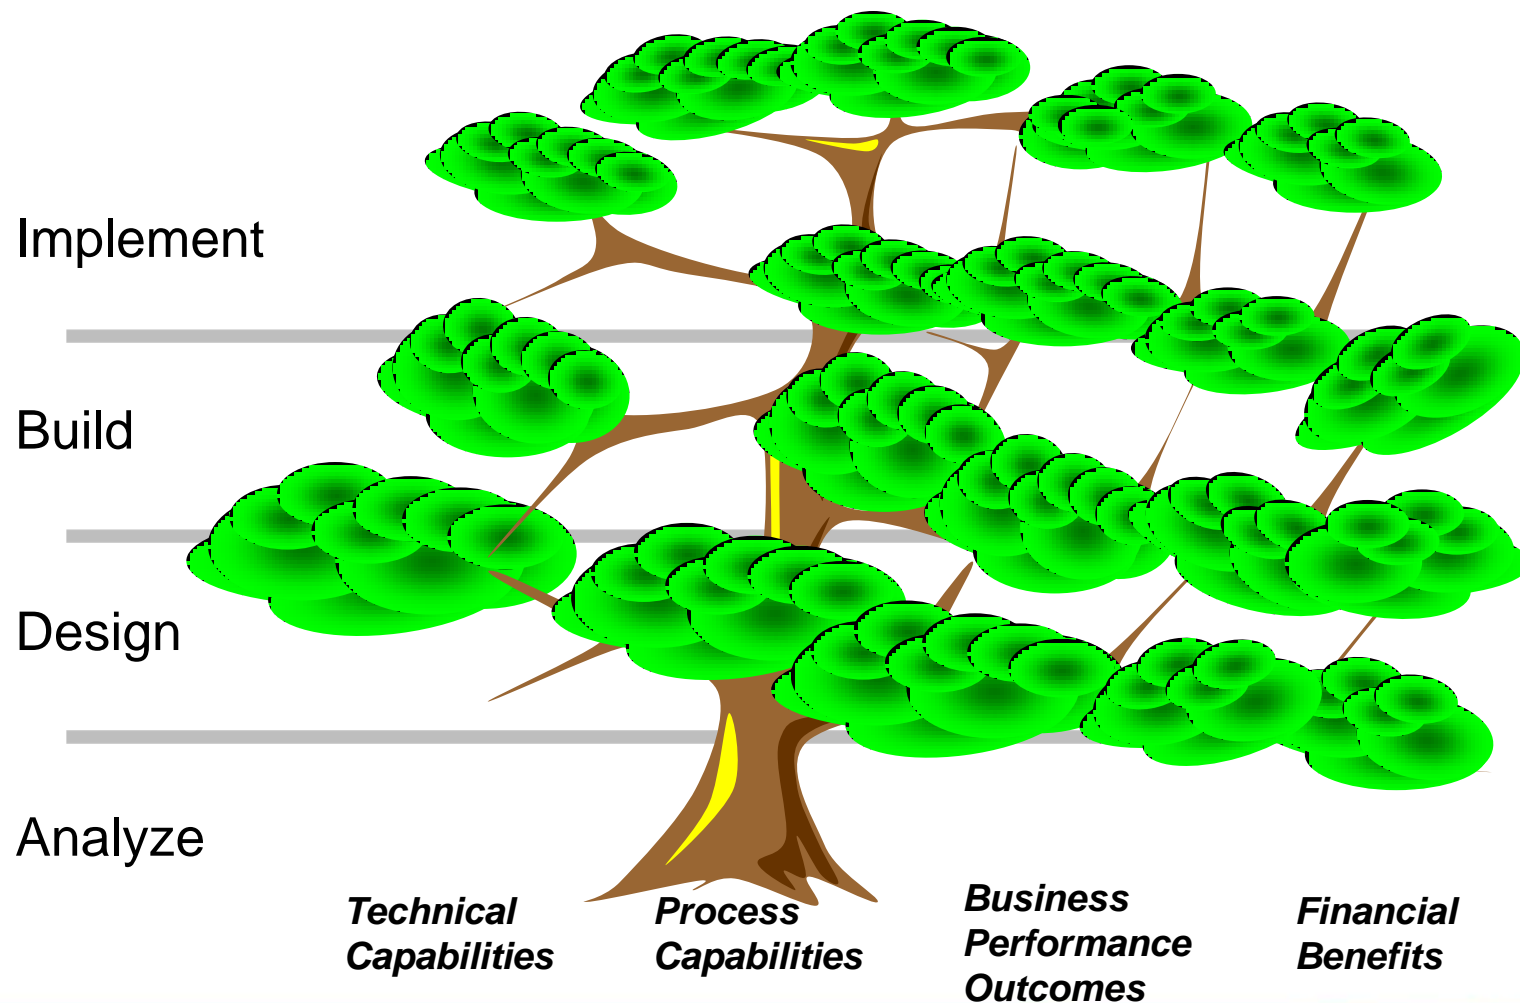 Implement
Build
Design
Analyze
Technical
Capabilities
Process
Capabilities
Business
Performance
Outcomes
Financial
Benefits